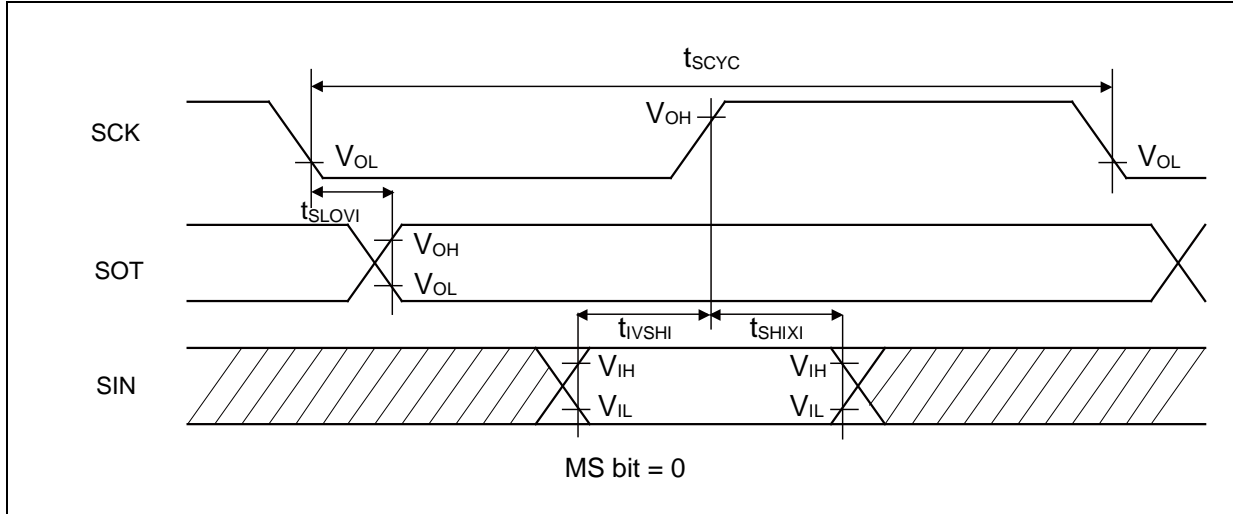 tSCYC
SCK
VOH
VOL
VOL
tSLOVI
SOT
VOH
VOL
tIVSHI
tSHIXI
SIN
VIH
VIH
VIL
VIL
MS bit = 0